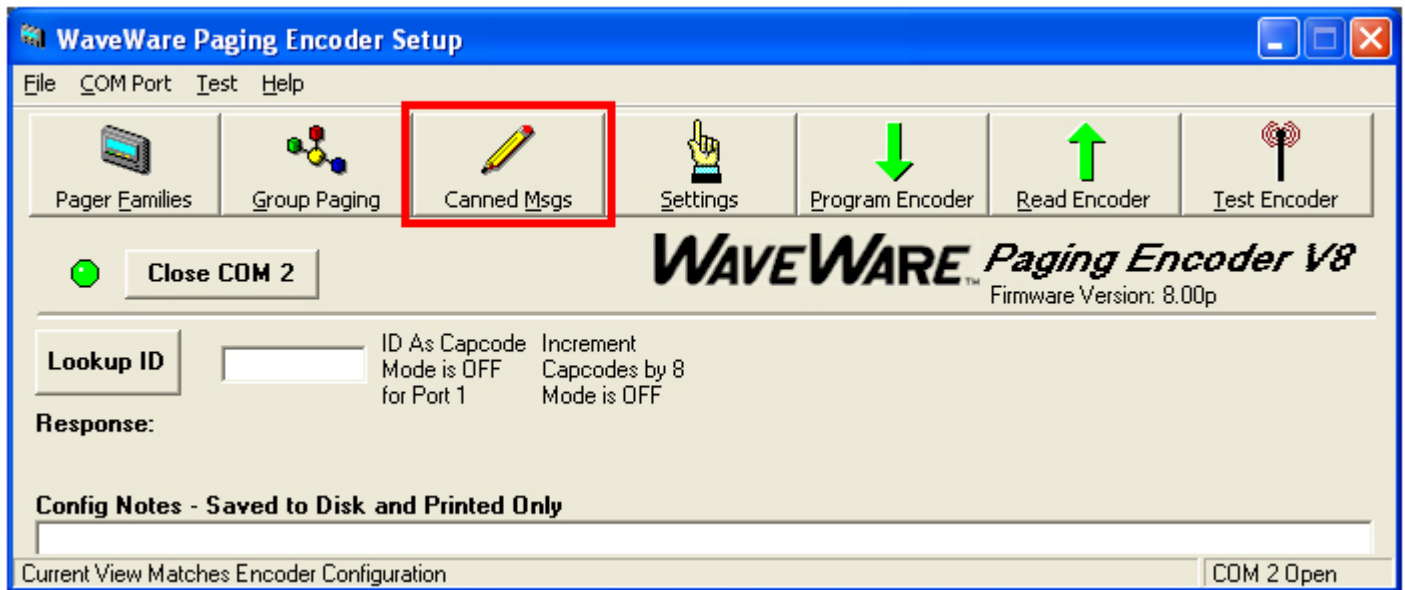 WaveWare Paging Encoder Setup
File COM Port Test Help
Pager Families Group Paging Canned Msgs Settings Program Encoder Read Encoder Test Encoder
Close COM 2
WAVEWARE™ Paging Encoder V8
Firmware Version: 8.00p
Lookup ID
ID As Capcode
Mode is OFF
for Port 1
Increment
Capcodes by 8
Mode is OFF
Response:
Config Notes - Saved to Disk and Printed Only
Current View Matches Encoder Configuration COM 2 Open